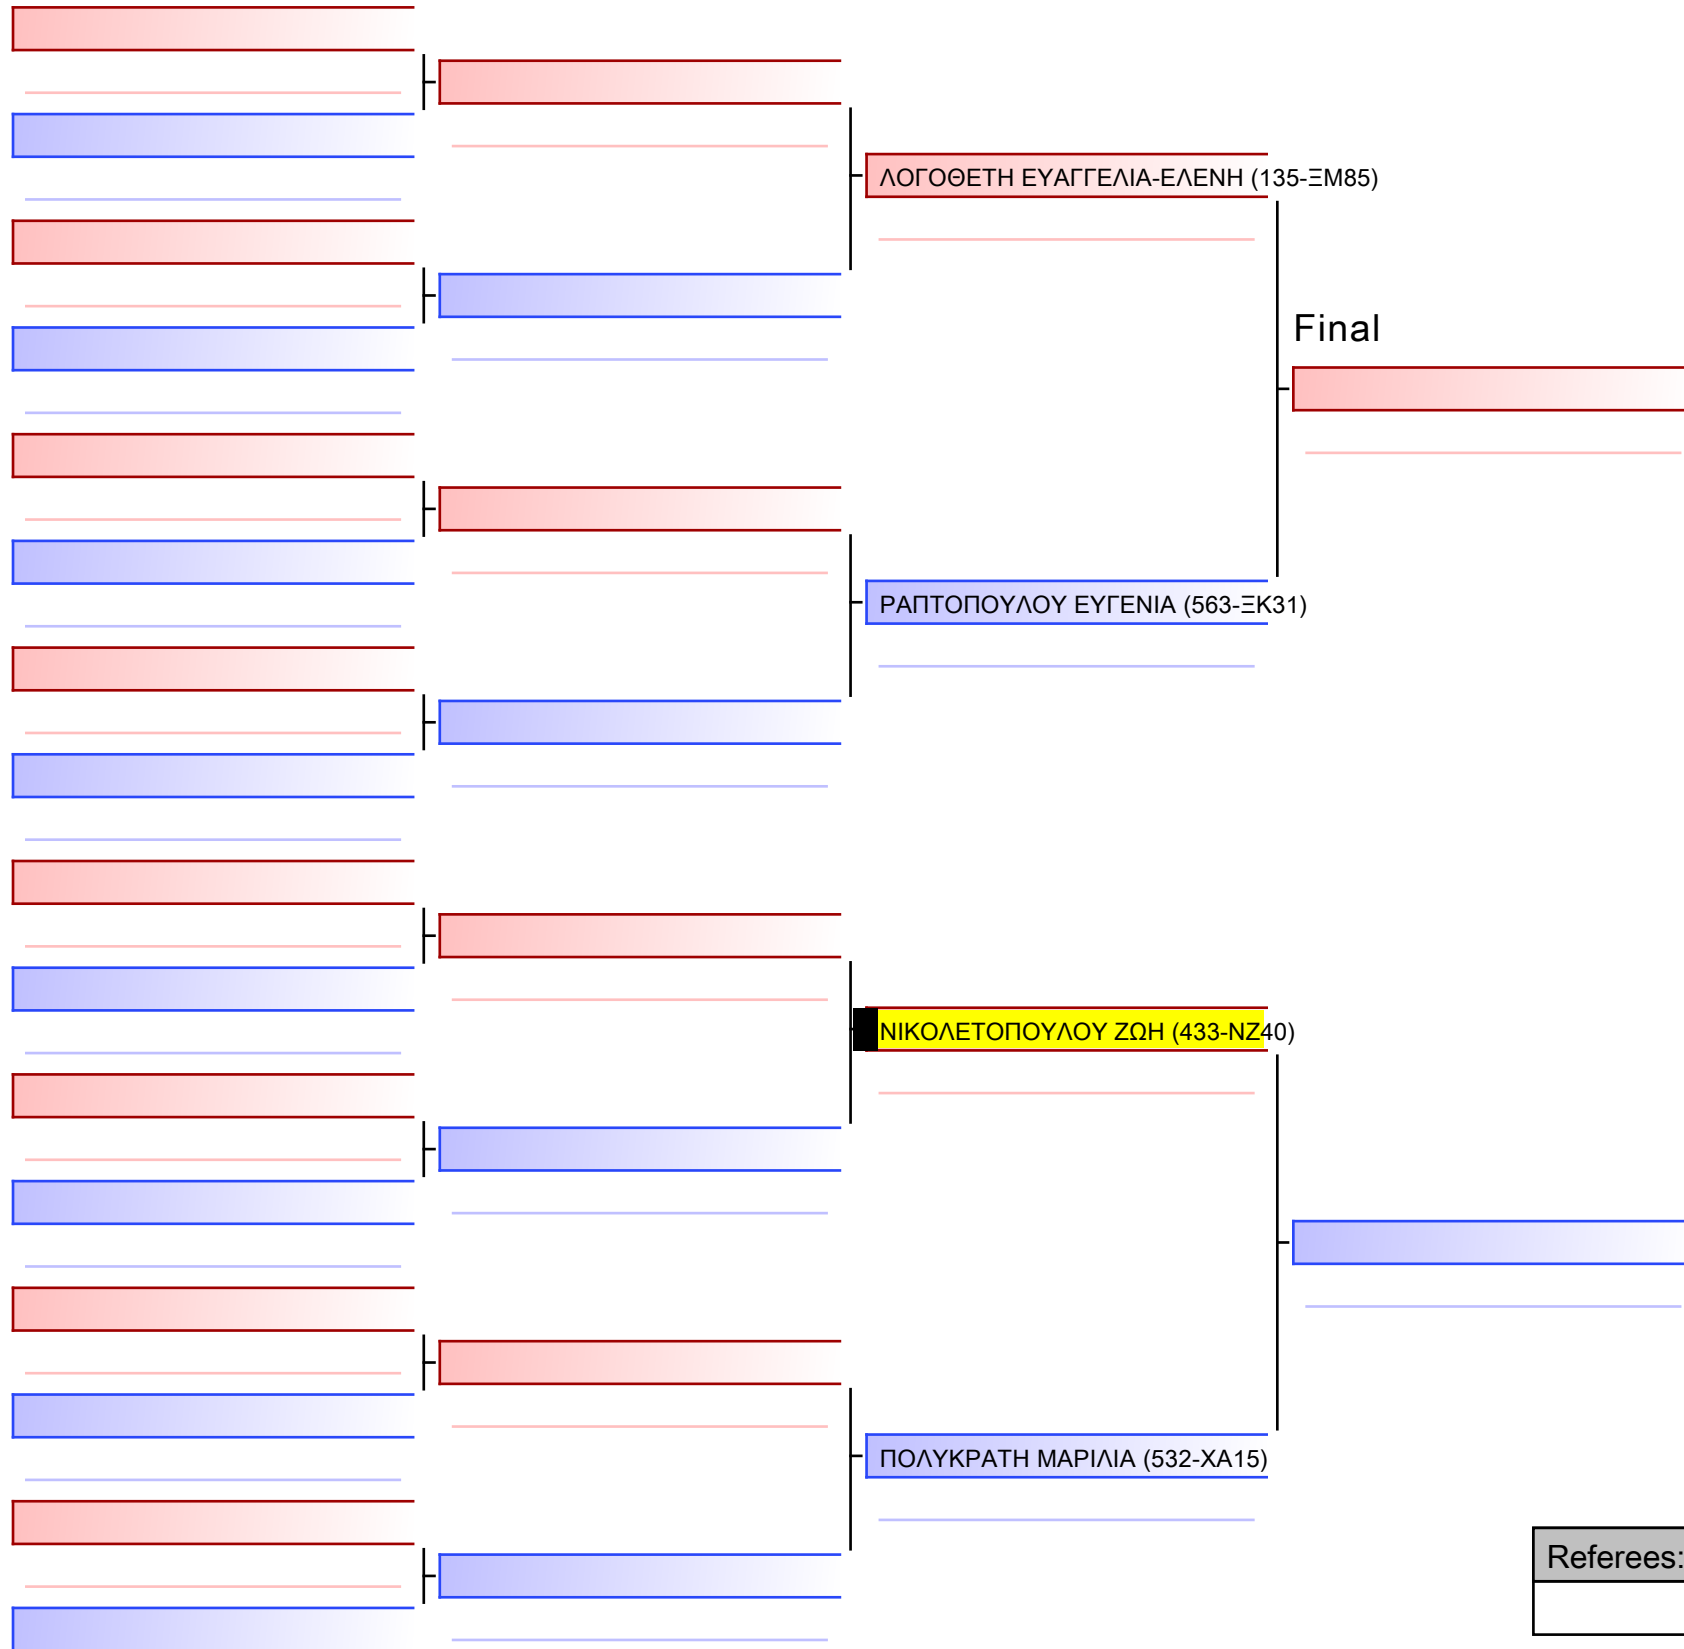 ΛΟΓΟΘΕΤΗ ΕΥΑΓΓΕΛΙΑ-ΕΛΕΝΗ (135-ΞΜ85)
Final
ΡΑΠΤΟΠΟΥΛΟΥ ΕΥΓΕΝΙΑ (563-ΞΚ31)
ΝΙΚΟΛΕΤΟΠΟΥΛΟΥ ΖΩΗ (433-ΝΖ40)
ΠΟΛΥΚΡΑΤΗ ΜΑΡΙΛΙΑ (532-ΧΑ15)
Referees: